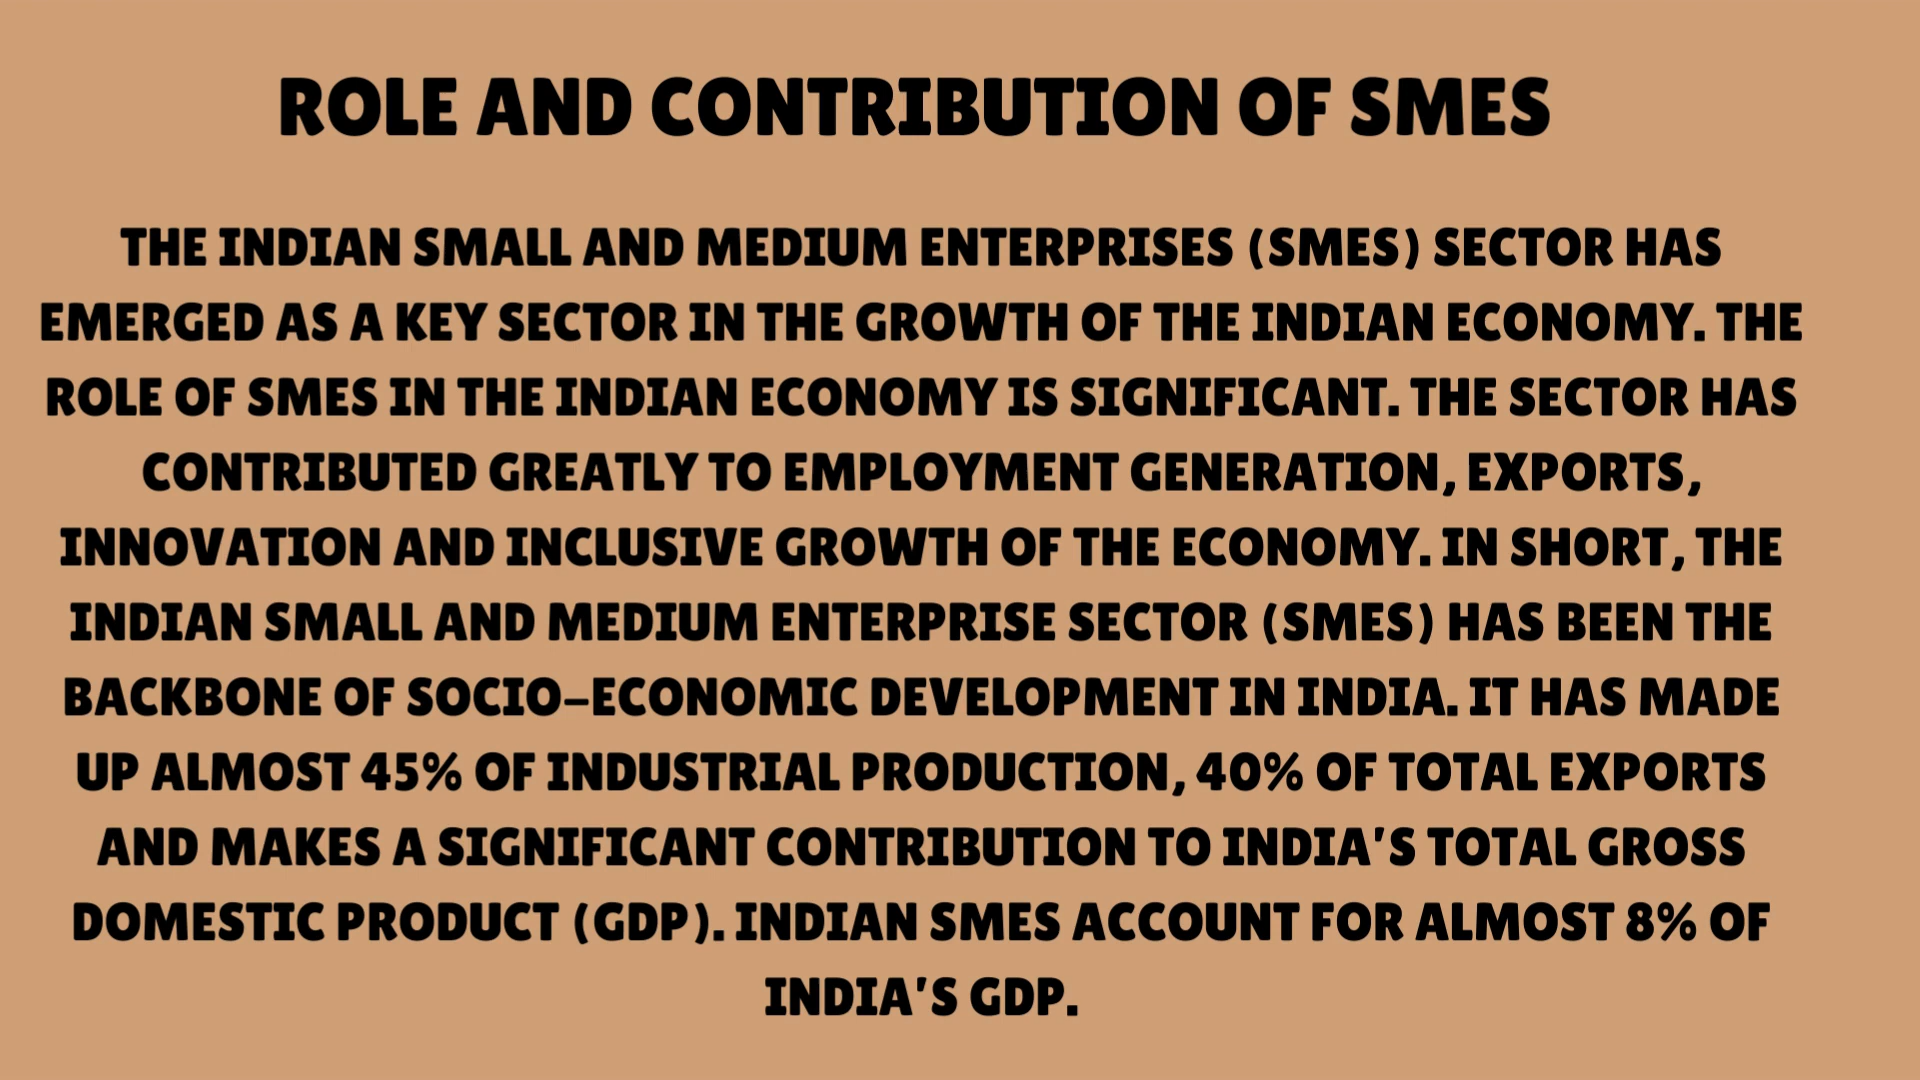 ROLE AND CONTRIBUTION OF SMES
THE INDIAN SMALL AND MEDIUM ENTERPRISES (SMES) SECTOR HAS
EMERGED AS A KEY SECTOR IN THE GROWTH OF THE INDIAN ECONOMY. THE
ROLE OF SMES IN THE INDIAN ECONOMY IS SIGNIFICANT. THE SECTOR HAS
CONTRIBUTED GREATLY TO EMPLOYMENT GENERATION, EXPORTS,
INNOVATION AND INCLUSIVE GROWTH OF THE ECONOMY. IN SHORT, THE
INDIAN SMALL AND MEDIUM ENTERPRISE SECTOR (SMES) HAS BEEN THE
BACKBONE OF SOCIO-ECONOMIC DEVELOPMENT IN INDIA. IT HAS MADE
UP ALMOST 45% OF INDUSTRIAL PRODUCTION, 40% OF TOTAL EXPORTS
AND MAKES A SIGNIFICANT CONTRIBUTION TO INDIA'S TOTAL GROSS
DOMESTIC PRODUCT (GDP). INDIAN SMES ACCOUNT FOR ALMOST 8% OF
INDIA'S GDP.